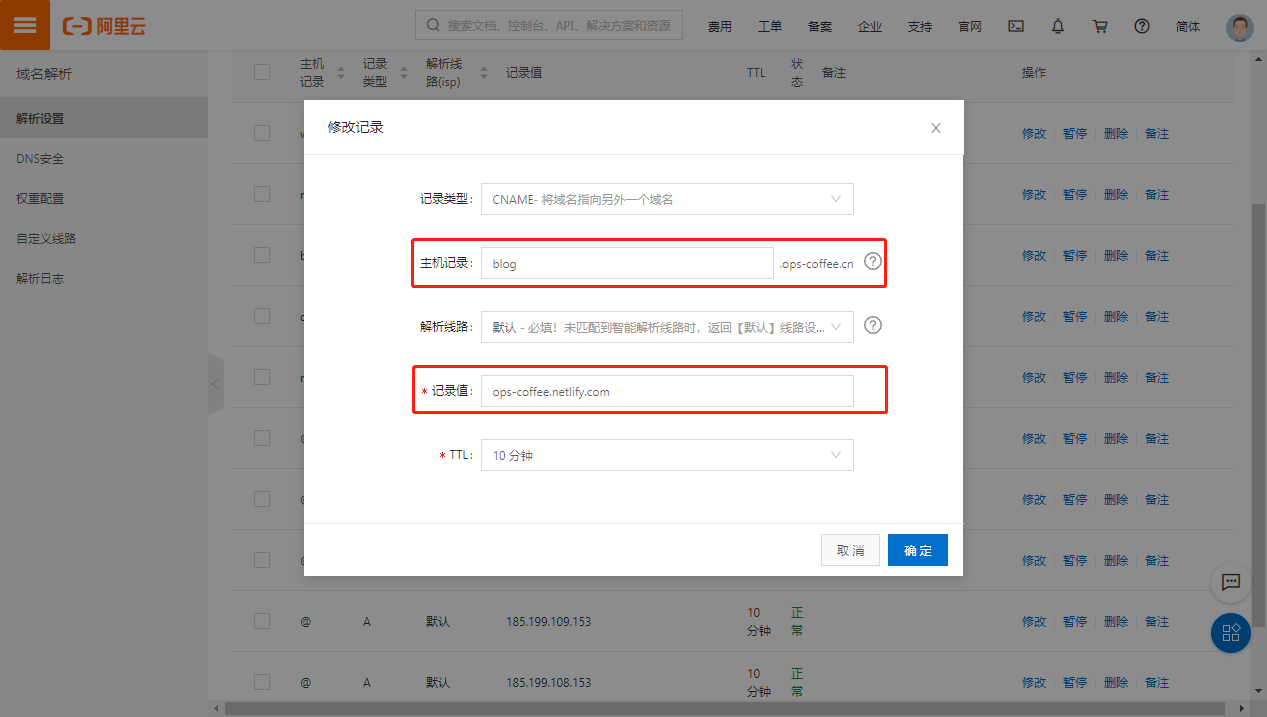 阿里云
搜索文档、控制台、API、解决方案和资源
费用 工单 备案 企业 支持 官网 简体
域名解析
解析设置
DNS安全
权重配置
自定义线路
解析日志
主机记录 记录类型 解析线路(isp) 记录值 TTL 状态 备注 操作
修改记录
修改 暂停 删除 备注
记录类型: CNAME- 将域名指向另外一个域名
修改 暂停 删除 备注
主机记录: blog .ops-coffee.cn
修改 暂停 删除 备注
解析线路: 默认 - 必填！未匹配到智能解析线路时，返回【默认】线路设...
修改 暂停 删除 备注
* 记录值: ops-coffee.netlify.com
修改 暂停 删除 备注
* TTL: 10 分钟
修改 暂停 删除 备注
修改 暂停 删除 备注
取 消 确 定
修改 暂停 删除 备注
@ A 默认 185.199.109.153 10 分钟 正常 修改 暂停 删除 备注
@ A 默认 185.199.108.153 10 分钟 正常 修改 暂停 删除 备注